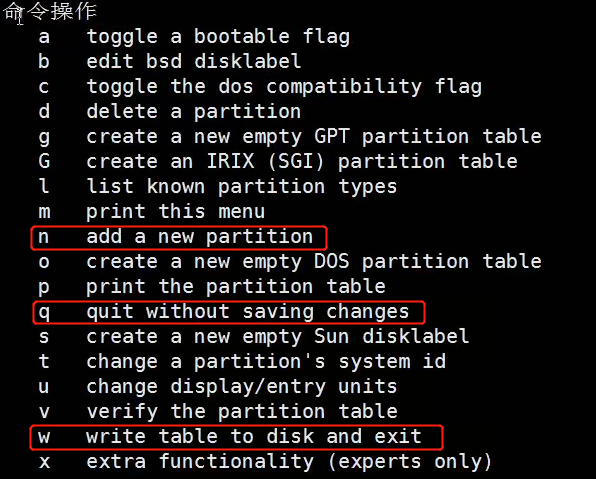 命令操作
a toggle a bootable flag
b edit bsd disklabel
c toggle the dos compatibility flag
d delete a partition
g create a new empty GPT partition table
G create an IRIX (SGI) partition table
l list known partition types
m print this menu
n add a new partition
o create a new empty DOS partition table
p print the partition table
q quit without saving changes
s create a new empty Sun disklabel
t change a partition's system id
u change display/entry units
v verify the partition table
w write table to disk and exit
x extra functionality (experts only)